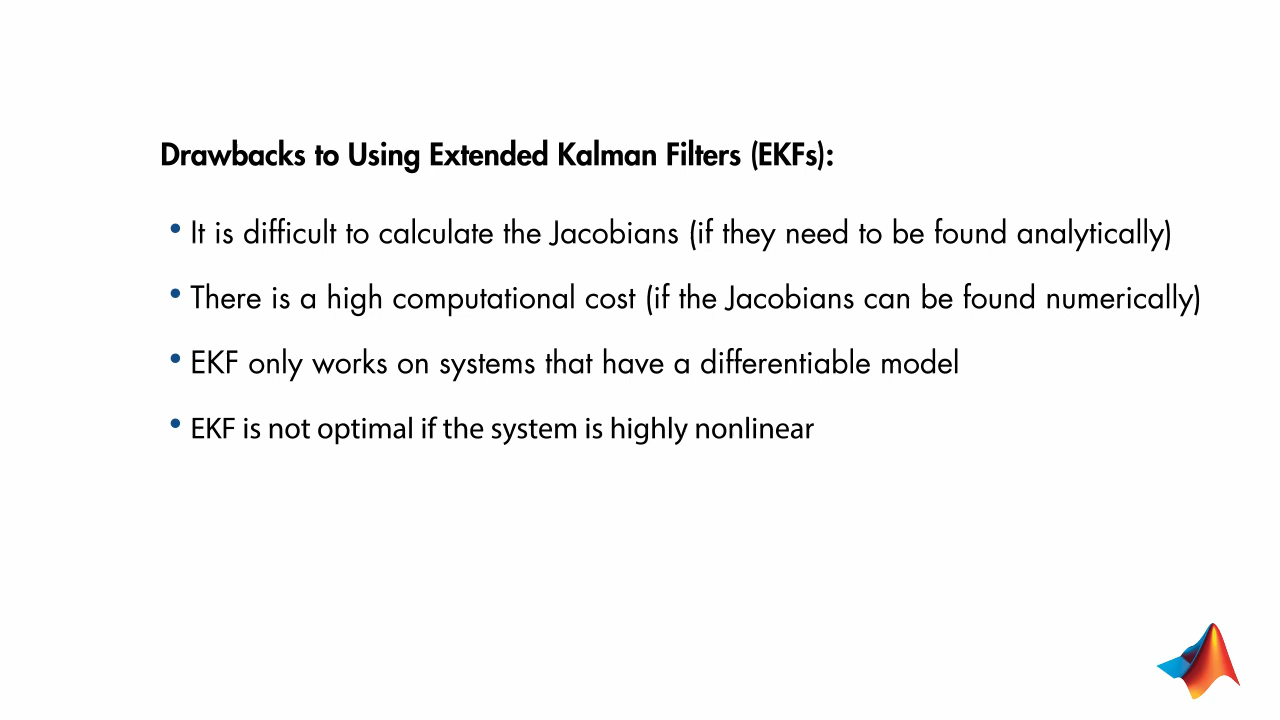 Drawbacks to Using Extended Kalman Filters (EKFs):
• It is difficult to calculate the Jacobians (if they need to be found analytically)
• There is a high computational cost (if the Jacobians can be found numerically)
• EKF only works on systems that have a differentiable model
• EKF is not optimal if the system is highly nonlinear